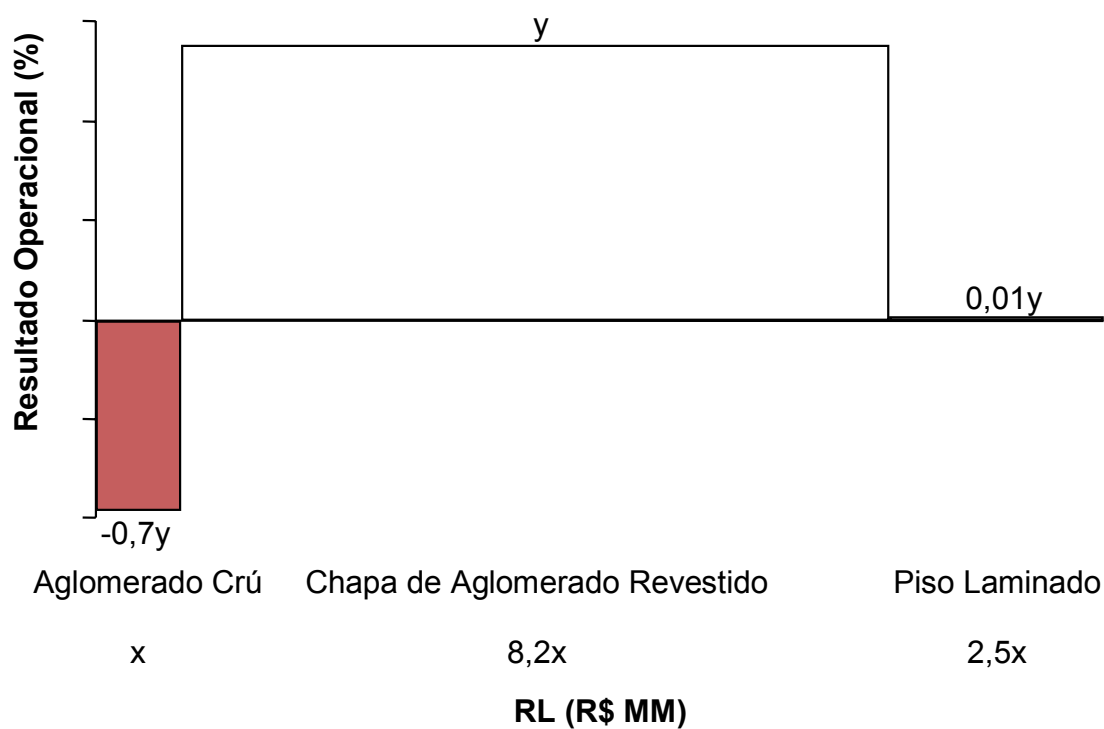 y
Resultado Operacional (%)
0,01y
-0,7y
Aglomerado Crú Chapa de Aglomerado Revestido Piso Laminado
x 8,2x 2,5x
RL (R$ MM)